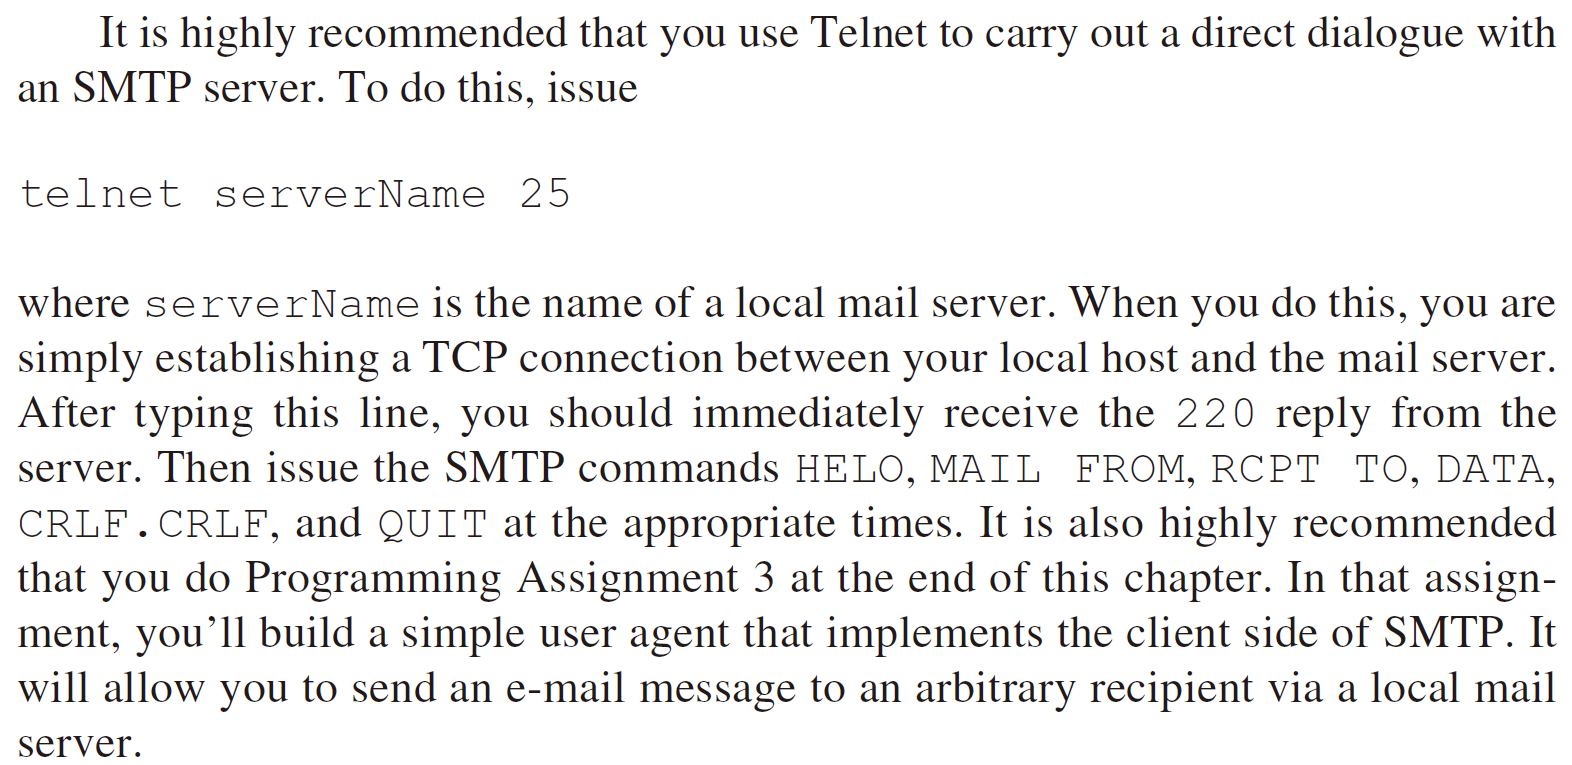 It is highly recommended that you use Telnet to carry out a direct dialogue with
an SMTP server. To do this, issue
telnet serverName 25
where serverName is the name of a local mail server. When you do this, you are
simply establishing a TCP connection between your local host and the mail server.
After typing this line, you should immediately receive the 220 reply from the
server. Then issue the SMTP commands HELO, MAIL FROM, RCPT TO, DATA,
CRLF.CRLF, and QUIT at the appropriate times. It is also highly recommended
that you do Programming Assignment 3 at the end of this chapter. In that assign-
ment, you’ll build a simple user agent that implements the client side of SMTP. It
will allow you to send an e-mail message to an arbitrary recipient via a local mail
server.